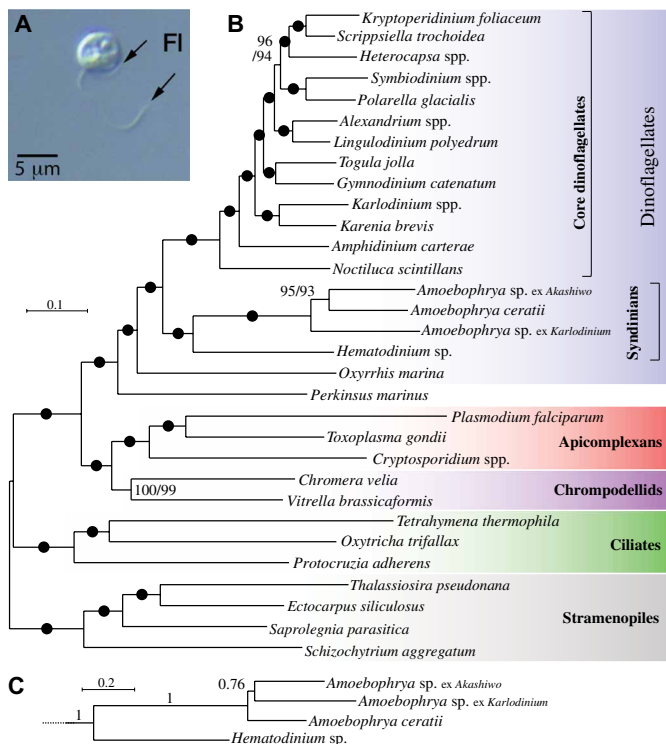 A
Fl
5 µm
B
96
/94
Kryptoperidinium foliaceum
Scrippsiella trochoidea
Heterocapsa spp.
Symbiodinium spp.
Polarella glacialis
Alexandrium spp.
Lingulodinium polyedrum
Togula jolla
Gymnodinium catenatum
Karlodinium spp.
Karenia brevis
Amphidinium carterae
Noctiluca scintillans
Core dinoflagellates
Dinoflagellates
0.1
95/93
Amoebophrya sp. ex Akashiwo
Amoebophrya ceratii
Amoebophrya sp ex Karlodinium
Hematodinium sp.
Syndinians
Oxyrrhis marina
Perkinsus marinus
Plasmodium falciparum
Toxoplasma gondii
Cryptosporidium spp.
Apicomplexans
Chromera velia
100/99
Vitrella brassicaformis
Chrompodellids
Tetrahymena thermophila
Oxytricha trifallax
Protocruzia adherens
Ciliates
Thalassiosira pseudonana
Ectocarpus siliculosus
Saprolegnia parasitica
Schizochytrium aggregatum
Stramenopiles
C
0.2
1
1
0.76
Amoebophrya sp. ex Akashiwo
Amoebophrya sp. ex Karlodinium
Amoebophrya ceratii
Hematodinium sp.